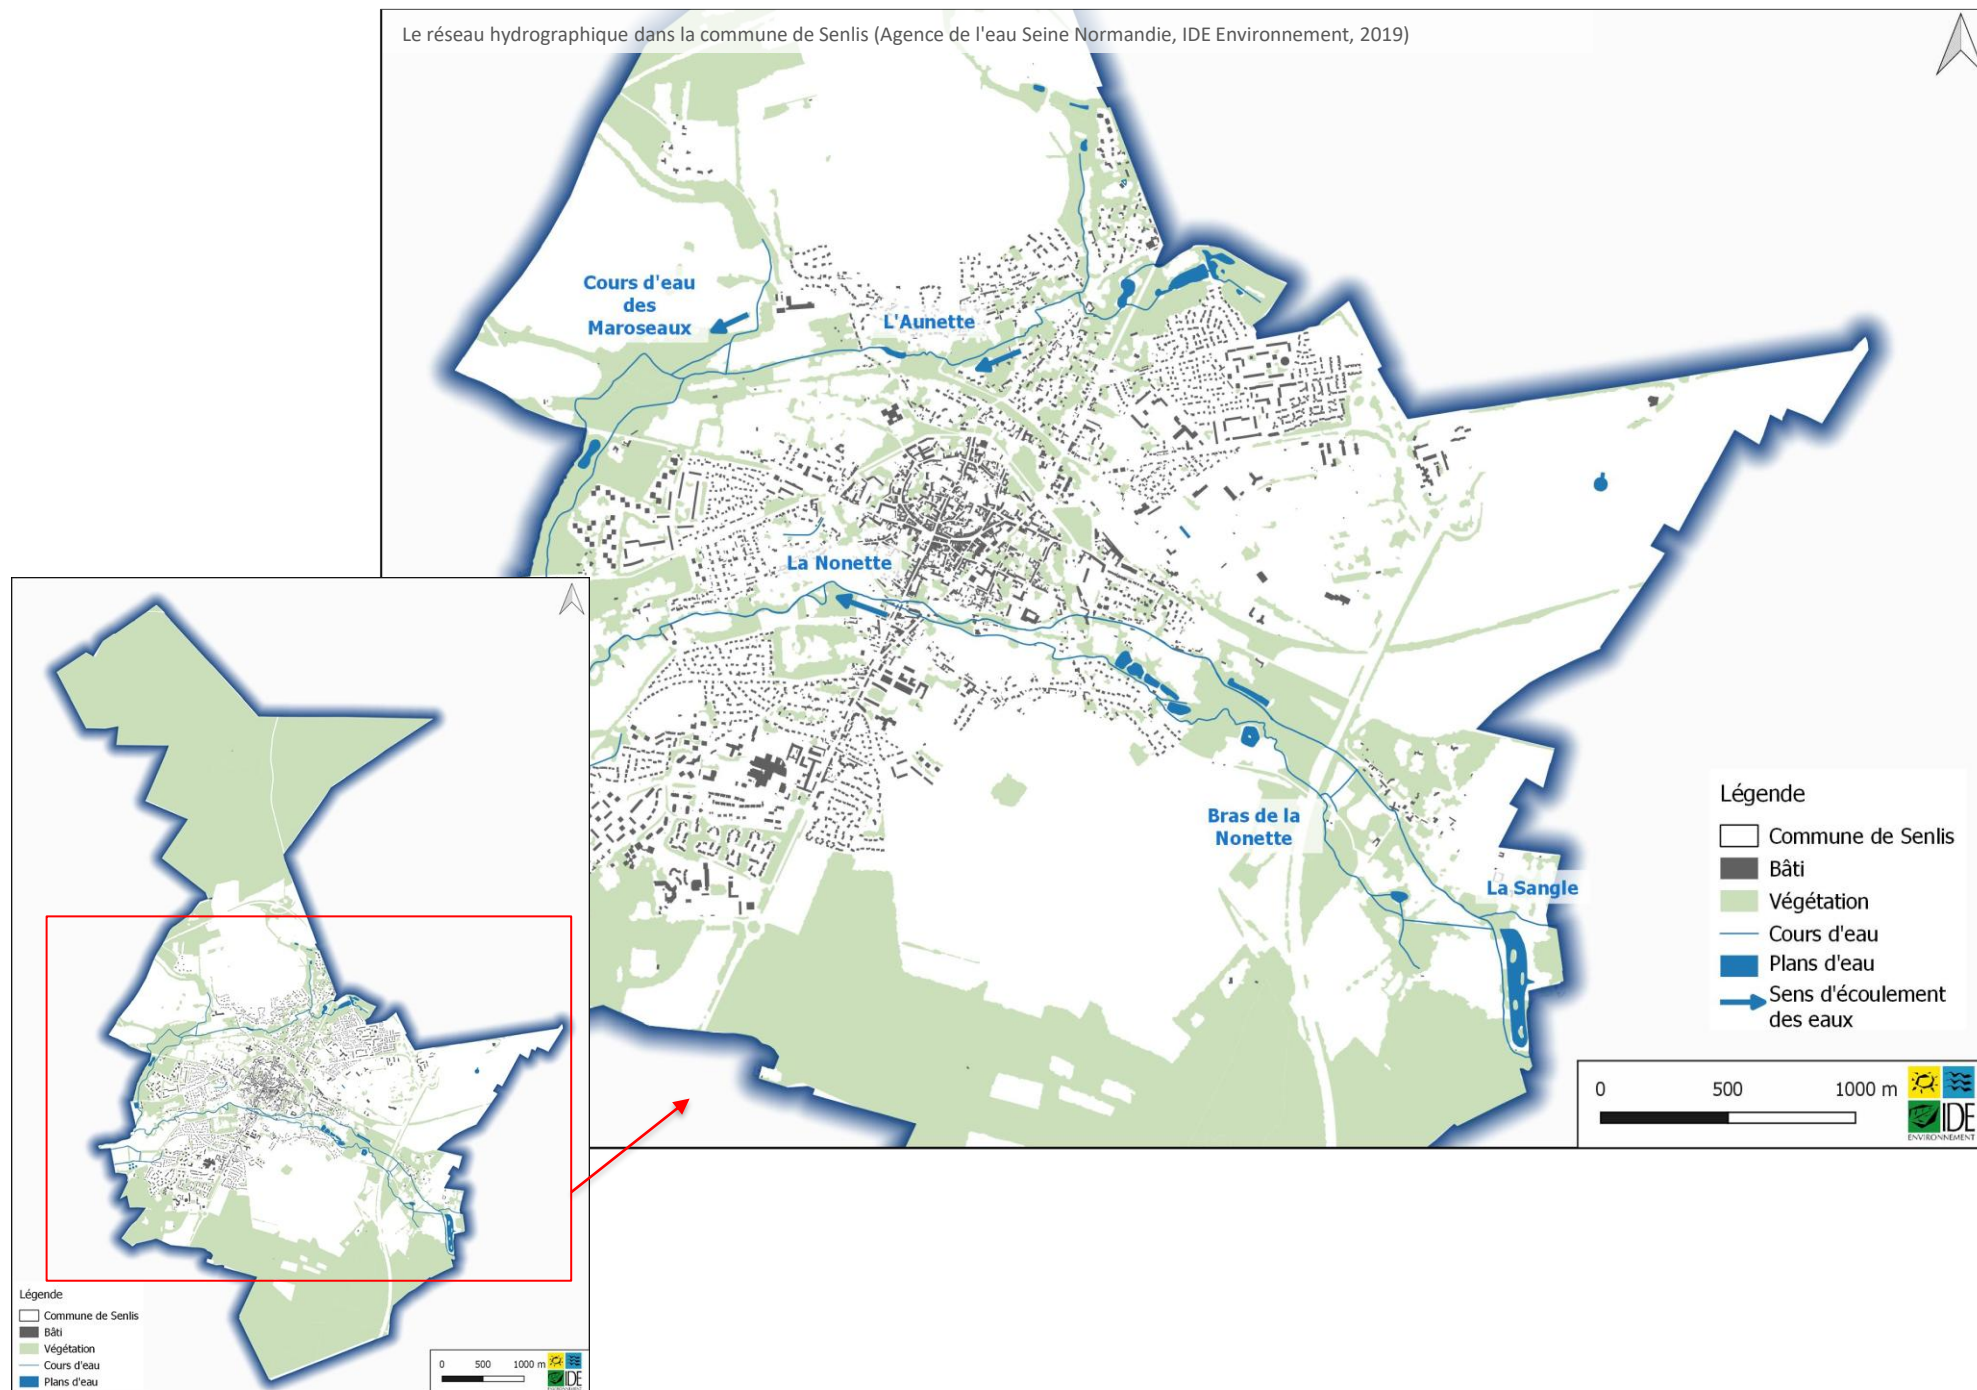 Le réseau hydrographique dans la commune de Senlis (Agence de l'eau Seine Normandie, IDE Environnement, 2019)
Cours d'eau
des
Maroseaux
L'Aunette
La Nonette
Bras de la
Nonette
La Sangle
Légende
Commune de Senlis
Bâti
Végétation
Cours d'eau
Plans d'eau
Sens d'écoulement
des eaux
0 500 1000 m
IDE
ENVIRONNEMENT
Légende
Commune de Senlis
Bâti
Végétation
Cours d'eau
Plans d'eau
0 500 1000 m
IDE
ENVIRONNEMENT